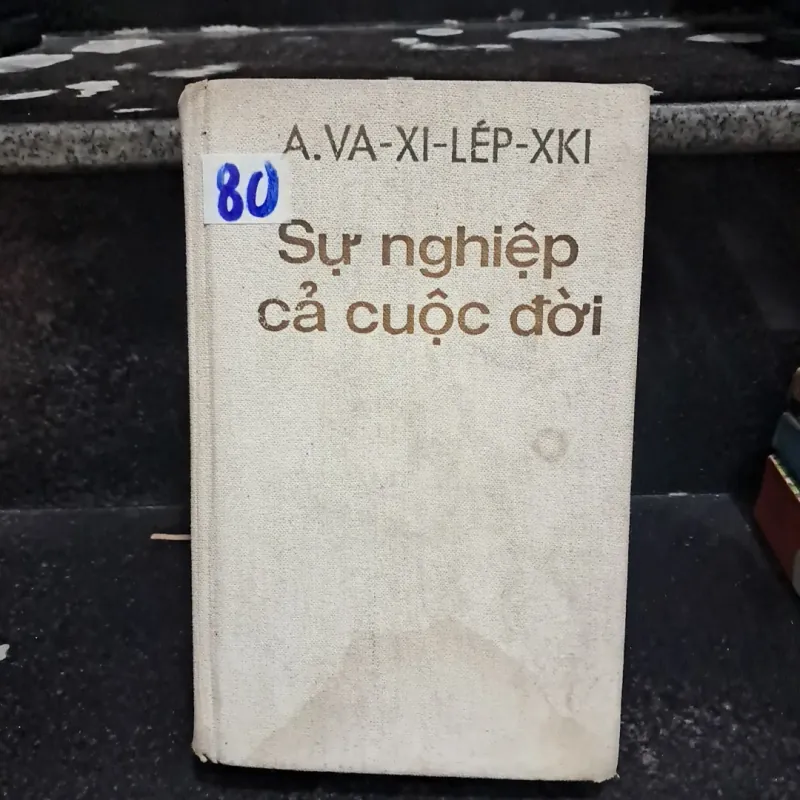 A.VA-XI-LÉP-XKI
80
Sự nghiệp
cả cuộc đời